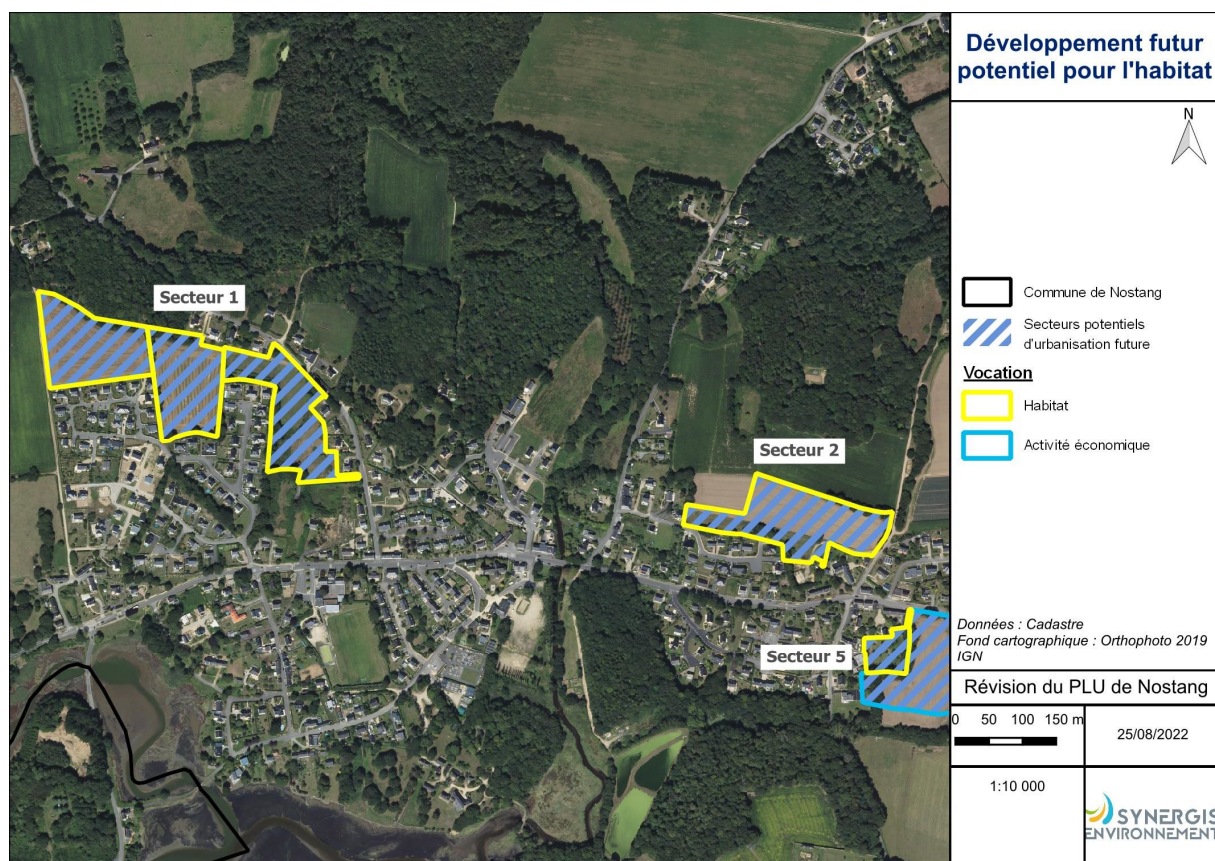 Développement futur
potentiel pour l'habitat
N
Secteur 1
Secteur 2
Secteur 5
Commune de Nostang
Secteurs potentiels
d'urbanisation future
Vocation
Habitat
Activité économique
Données : Cadastre
Fond cartographique : Orthophoto 2019
IGN
Révision du PLU de Nostang
0 50 100 150 m
25/08/2022
1:10 000
SYNERGIS
ENVIRONNEMENT